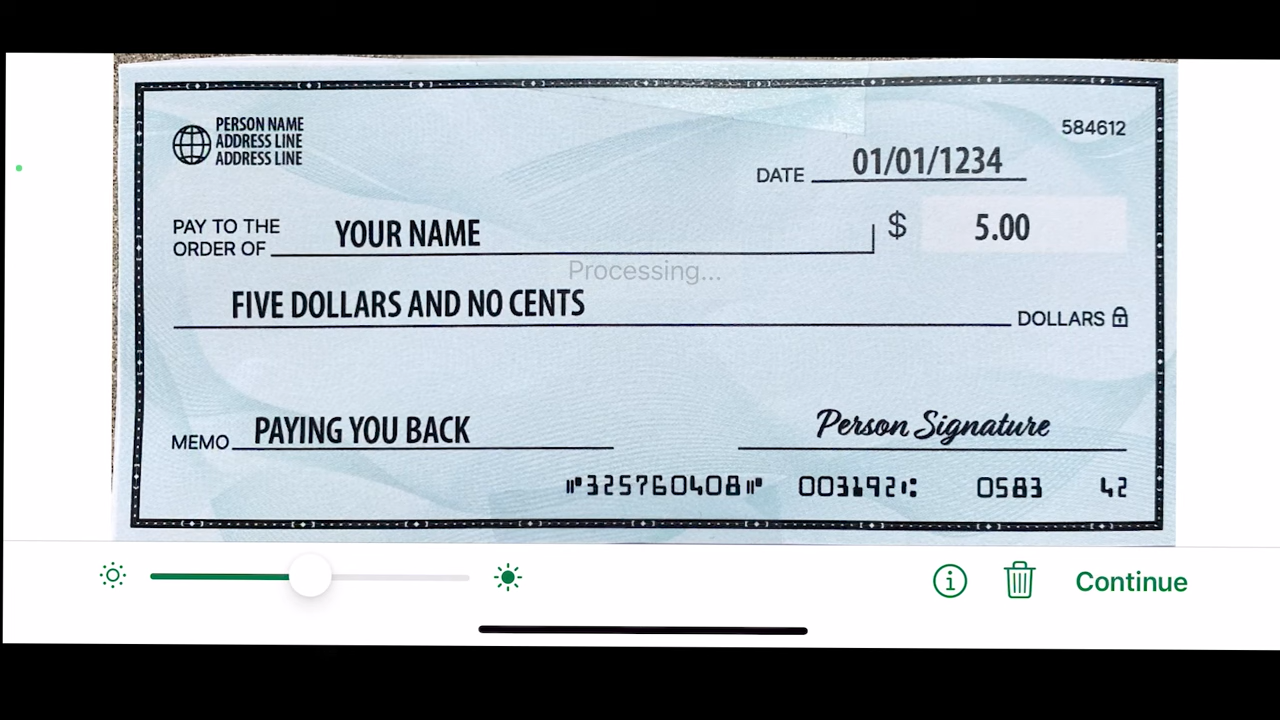 PERSON NAME
ADDRESS LINE
ADDRESS LINE
584612
DATE 01/01/1234
PAY TO THE
ORDER OF YOUR NAME $ 5.00
Processing...
FIVE DOLLARS AND NO CENTS DOLLARS
MEMO PAYING YOU BACK Person Signature
⑈325760408⑈ 003192⑆ 0583 42
Continue